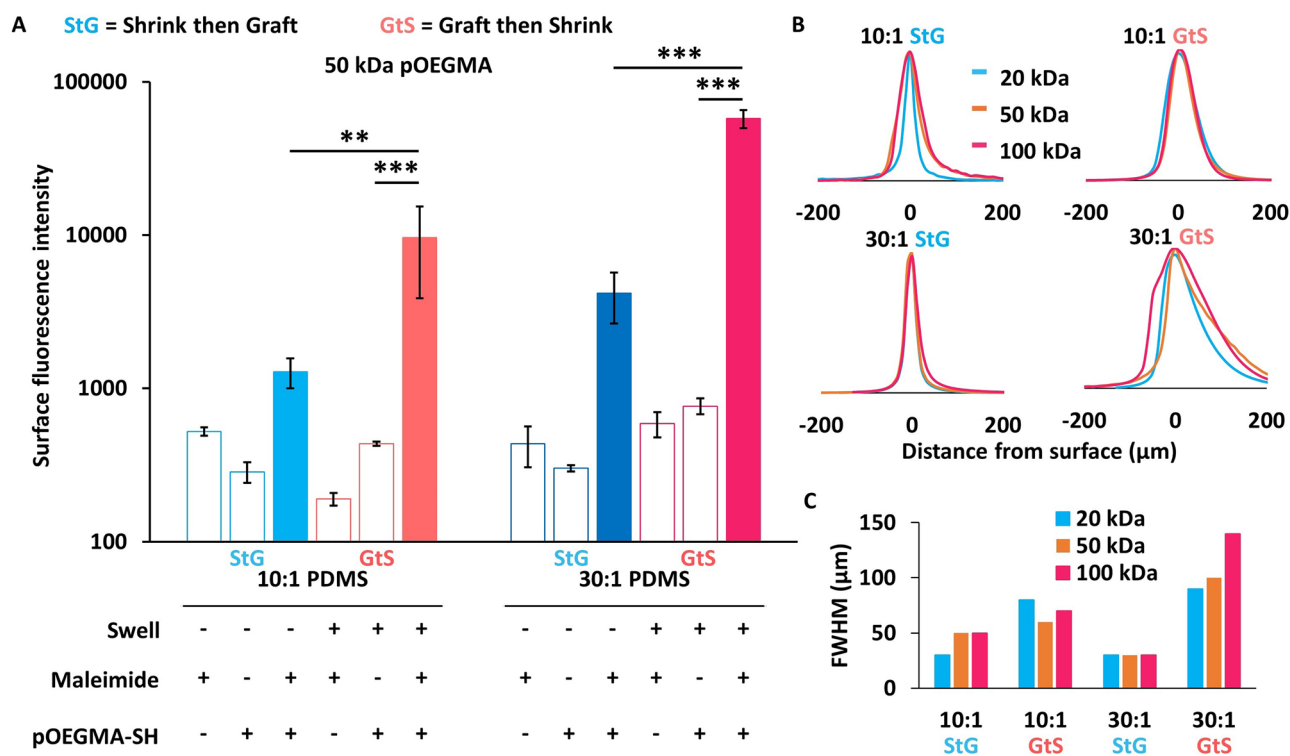 A
StG = Shrink then Graft
GtS = Graft then Shrink
50 kDa pOEGMA
***
***
**
***
Surface fluorescence intensity
100000
10000
1000
100
StG
GtS
StG
GtS
10:1 PDMS
30:1 PDMS
Swell - - - + + + - - - + + +
Maleimide + - + + - + + - + + - +
pOEGMA-SH - + + - + + - + + - + +
B
10:1 StG
10:1 GtS
20 kDa
50 kDa
100 kDa
-200 0 200
-200 0 200
30:1 StG
30:1 GtS
-200 0 200
-200 0 200
Distance from surface (μm)
C
20 kDa
50 kDa
100 kDa
FWHM (μm)
150
100
50
0
10:1 10:1 30:1 30:1
StG GtS StG GtS